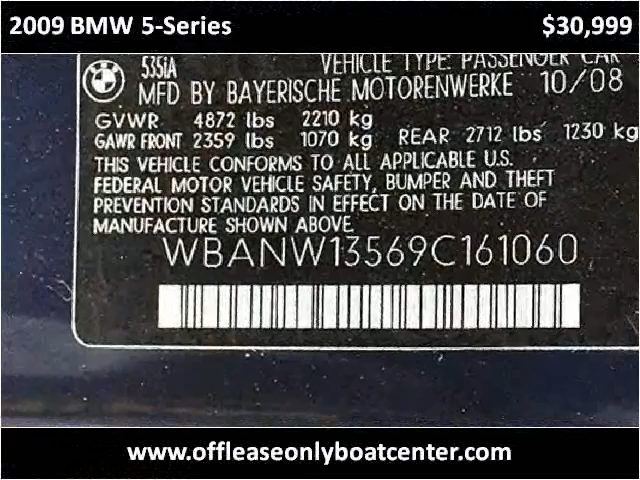 2009 BMW 5-Series $30,999
535iA VEHICLE TYPE: PASSENGER CAR
MFD BY BAYERISCHE MOTORENWERKE 10/08
GVWR 4872 lbs 2210 kg
GAWR FRONT 2359 lbs 1070 kg REAR 2712 lbs 1230 kg
THIS VEHICLE CONFORMS TO ALL APPLICABLE U.S.
FEDERAL MOTOR VEHICLE SAFETY, BUMPER AND THEFT
PREVENTION STANDARDS IN EFFECT ON THE DATE OF
MANUFACTURE SHOWN ABOVE
WBANW13569C161060
www.offleaseonlyboatcenter.com